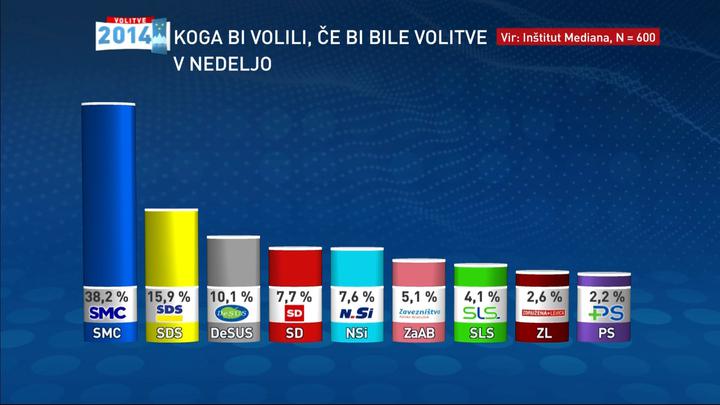 VOLITVE
2014
KOGA BI VOLILI, ČE BI BILE VOLITVE
V NEDELJO
Vir: Inštitut Mediana, N = 600
38,2 % 15,9 % 10,1 % 7,7 % 7,6 % 5,1 % 4,1 % 2,6 % 2,2 %
SMC SDS DeSUS SD N.Si Zavezništvo SLS ZDRUŽENA LEVICA PS
SMC SDS DeSUS SD NSi ZaAB SLS ZL PS